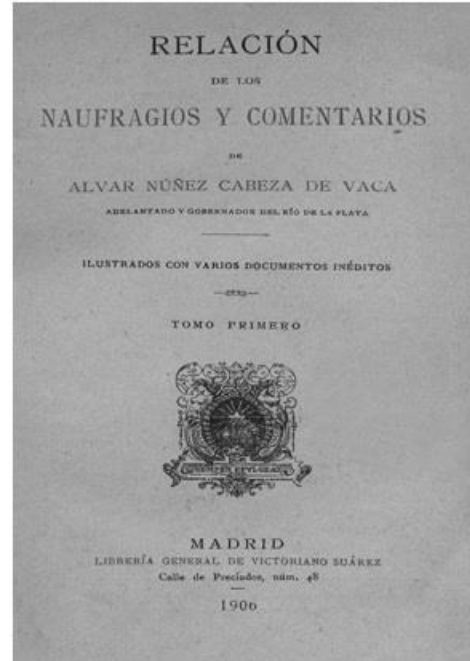 RELACIÓN
DE LOS
NAUFRAGIOS Y COMENTARIOS
DE
ALVAR NÚÑEZ CABEZA DE VACA
ADELANTADO Y GOBERNADOR DEL RÍO DE LA PLATA
ILUSTRADOS CON VARIOS DOCUMENTOS INÉDITOS
TOMO PRIMERO
MADRID
LIBRERÍA GENERAL DE VICTORIANO SUÁREZ
Calle de Preciados, núm. 48
1906